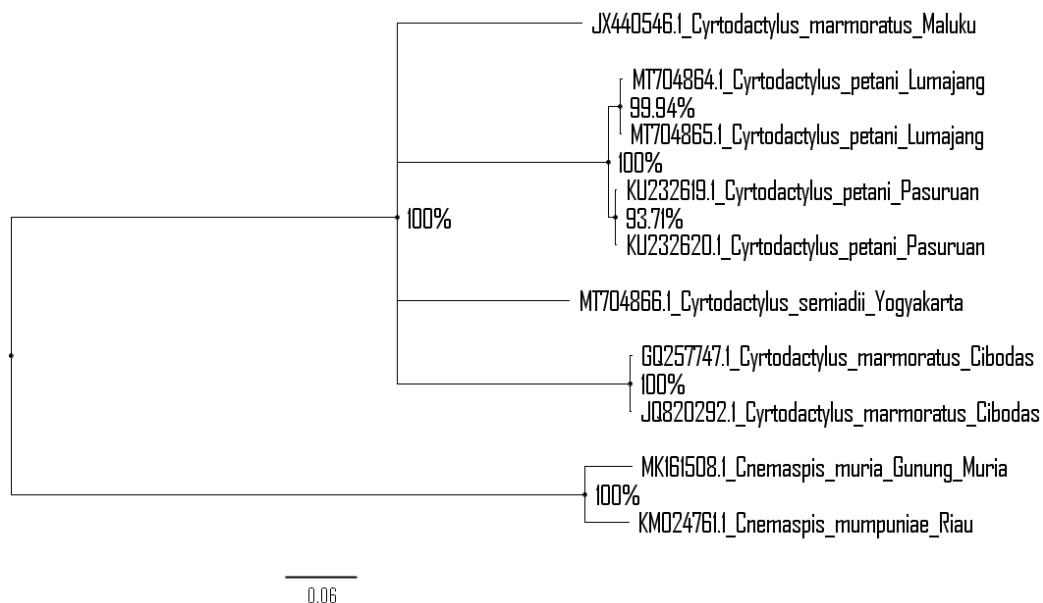 JX440546.1_Cyrtodactylus_marmoratus_Maluku
MT704864.1_Cyrtodactylus_petani_Lumajang
99.94%
MT704865.1_Cyrtodactylus_petani_Lumajang
100%
KU232619.1_Cyrtodactylus_petani_Pasuruan
100%
93.71%
KU232620.1_Cyrtodactylus_petani_Pasuruan
MT704866.1_Cyrtodactylus_semiadii_Yogyakarta
GQ257747.1_Cyrtodactylus_marmoratus_Cibodas
100%
JQ820292.1_Cyrtodactylus_marmoratus_Cibodas
MK161508.1_Cnemaspis_muria_Gunung_Muria
100%
KM024761.1_Cnemaspis_mumpuniae_Riau
0.06